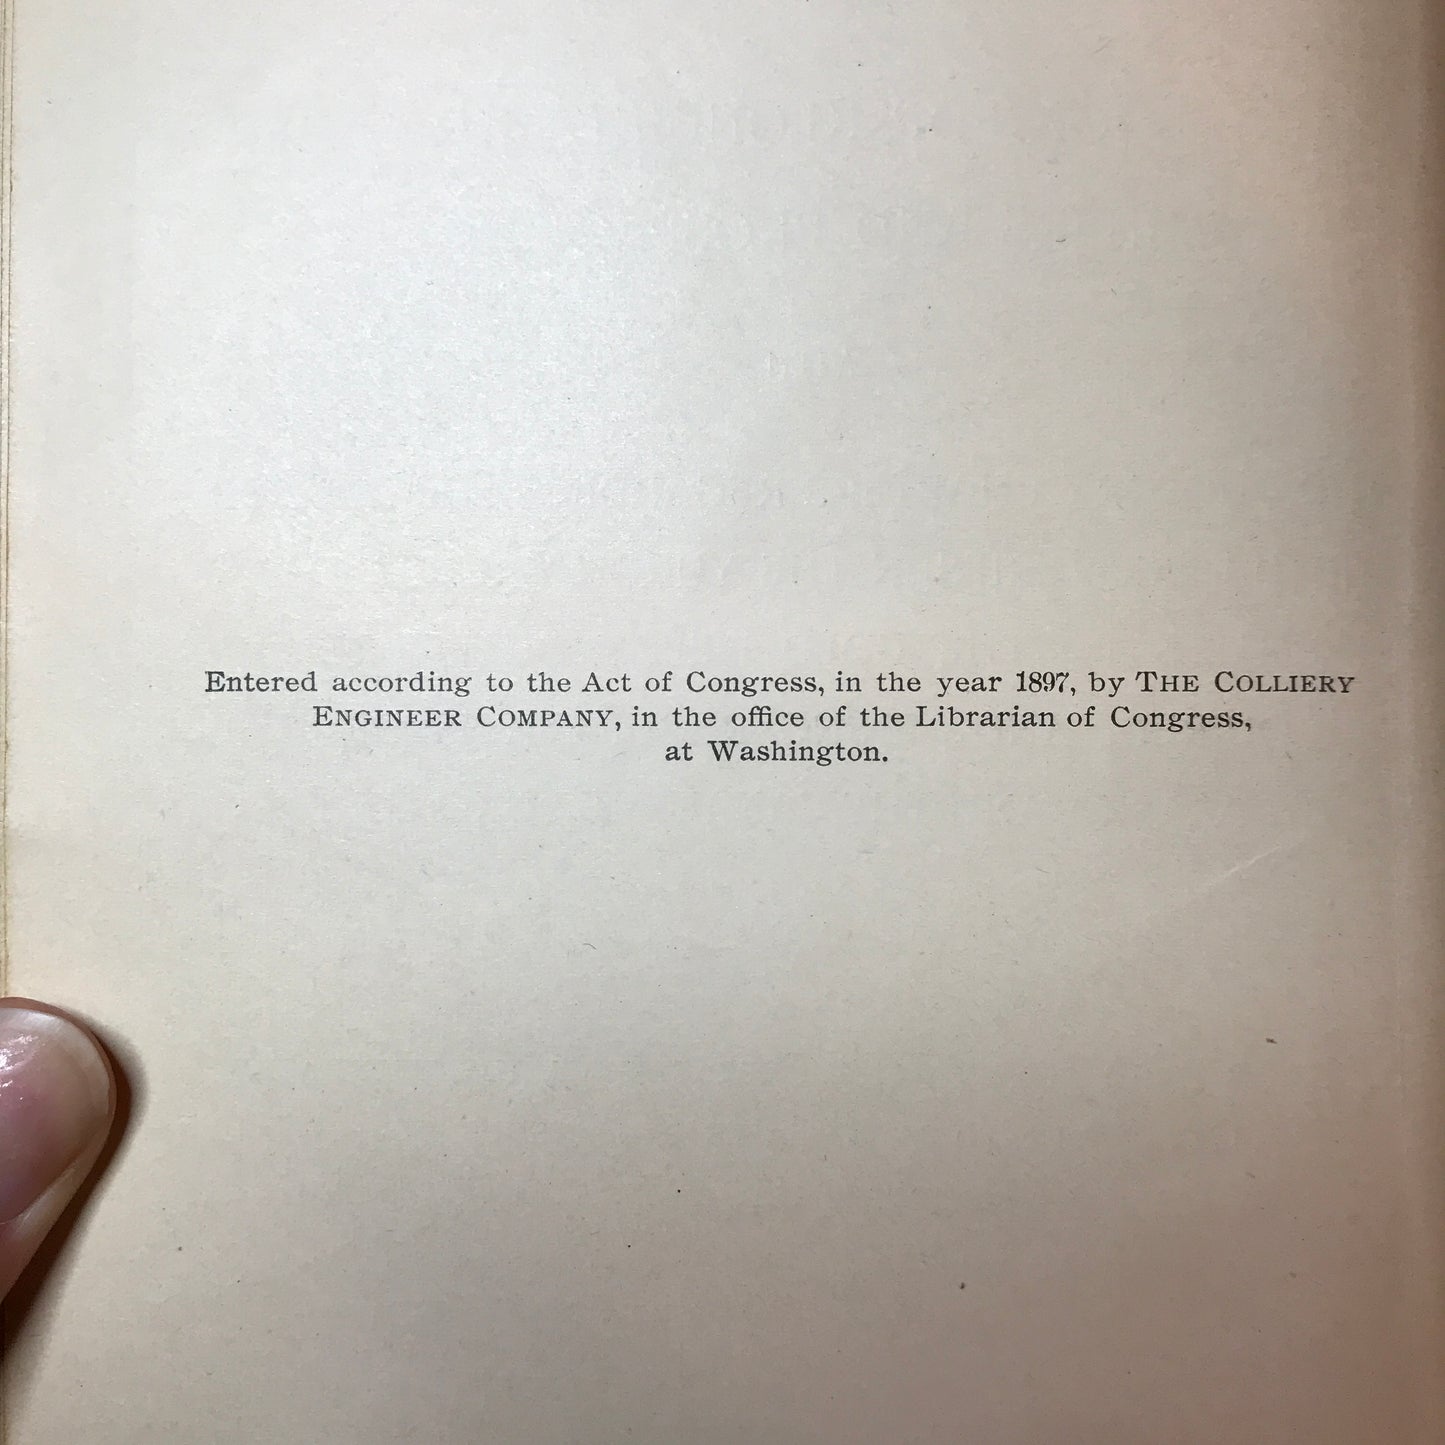 Entered according to the Act of Congress, in the year 1897, by THE COLLIERY
ENGINEER COMPANY, in the office of the Librarian of Congress,
at Washington.